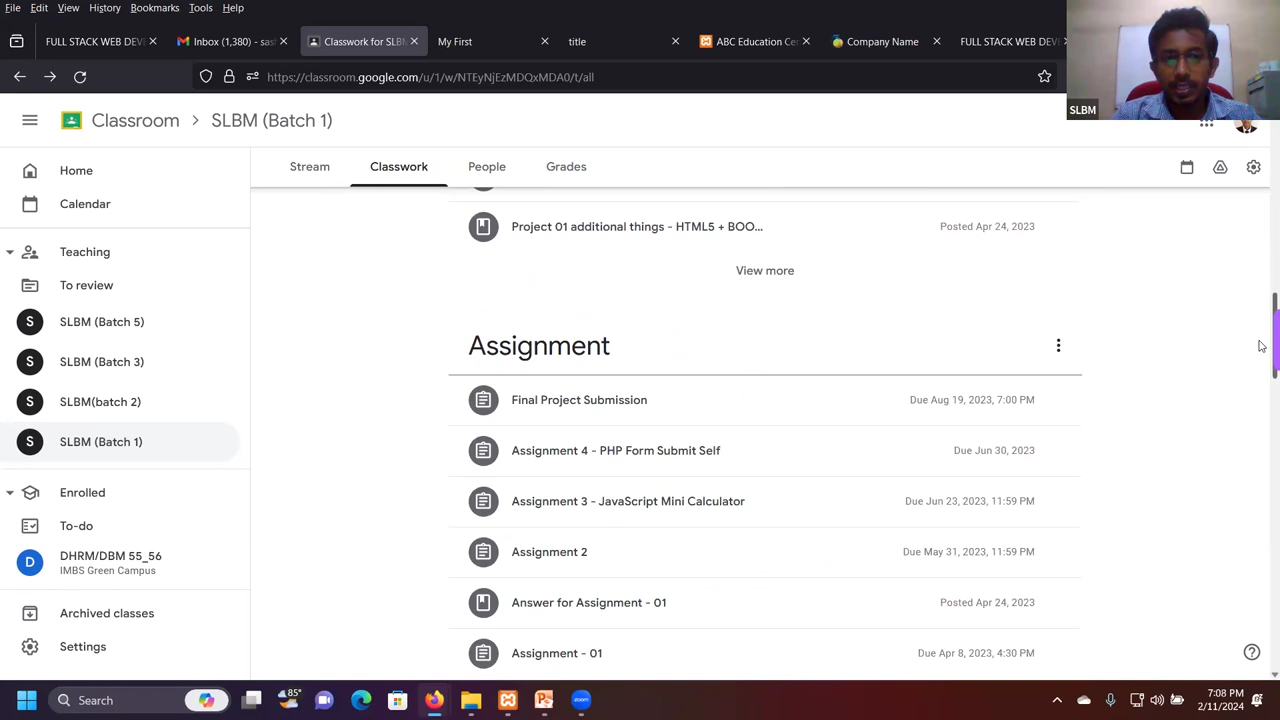 File Edit View History Bookmarks Tools Help
FULL STACK WEB DEV
Inbox (1,380) - sas
Classwork for SLBM
My First
title
ABC Education Ce
Company Name
FULL STACK WEB DEV
https://classroom.google.com/u/1/w/NTEyNjEzMDQxMDA0/t/all
SLBM
Classroom > SLBM (Batch 1)
Home
Calendar
Teaching
To review
S SLBM (Batch 5)
S SLBM (Batch 3)
S SLBM(batch 2)
S SLBM (Batch 1)
Enrolled
To-do
D DHRM/DBM 55_56
IMBS Green Campus
Archived classes
Settings
Stream Classwork People Grades
Project 01 additional things - HTML5 + BOO... Posted Apr 24, 2023
View more
Assignment
Final Project Submission Due Aug 19, 2023, 7:00 PM
Assignment 4 - PHP Form Submit Self Due Jun 30, 2023
Assignment 3 - JavaScript Mini Calculator Due Jun 23, 2023, 11:59 PM
Assignment 2 Due May 31, 2023, 11:59 PM
Answer for Assignment - 01 Posted Apr 24, 2023
Assignment - 01 Due Apr 8, 2023, 4:30 PM
Search
85°
zoom
7:08 PM
2/11/2024